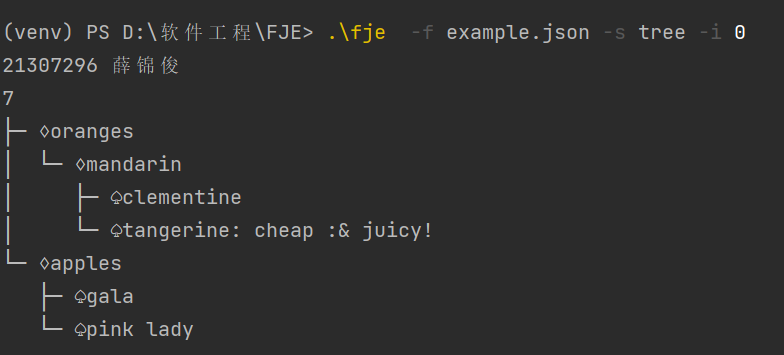 (venv) PS D:\软件工程\FJE> .\fje  -f example.json -s tree -i 0
21307296 薛锦俊
7
├─ ◊oranges
│  └─ ◊mandarin
│     ├─ ♤clementine
│     └─ ♤tangerine: cheap :& juicy!
└─ ◊apples
   ├─ ♤gala
   └─ ♤pink lady